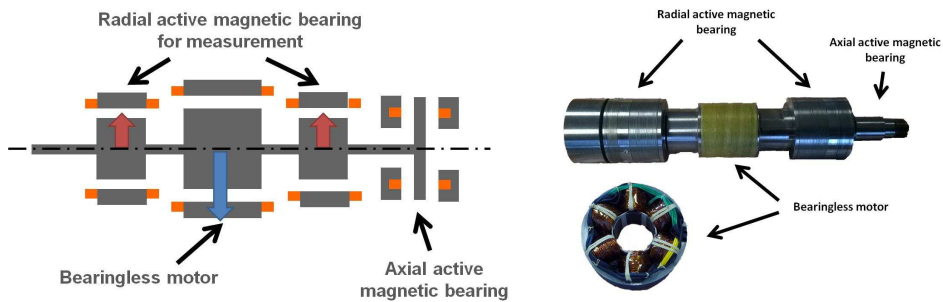 Radial active magnetic bearing
for measurement
Bearingless motor
Axial active
magnetic bearing
Radial active magnetic
bearing
Axial active magnetic
bearing
Bearingless motor